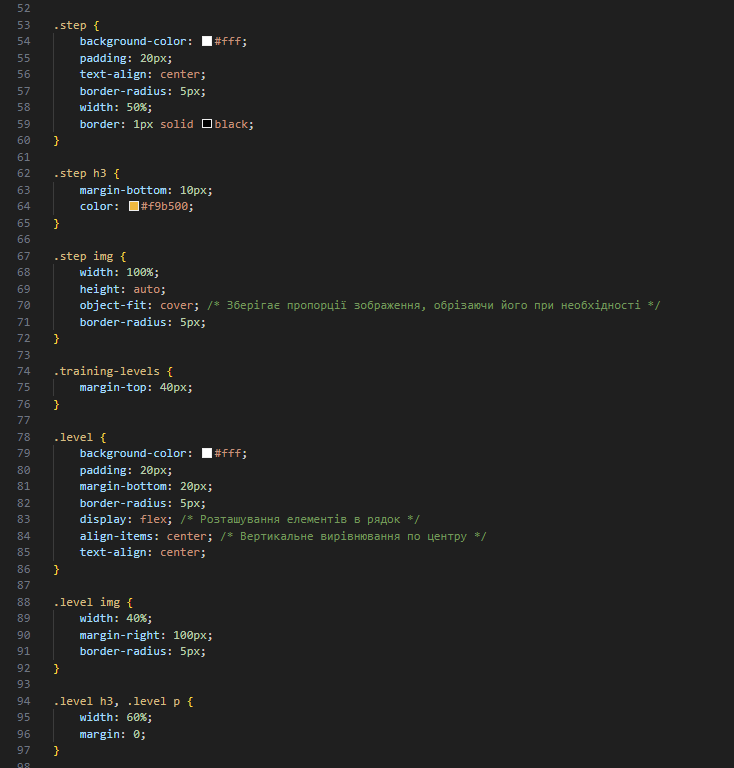 52
53 .step {
54 background-color: #fff;
55 padding: 20px;
56 text-align: center;
57 border-radius: 5px;
58 width: 50%;
59 border: 1px solid black;
60 }
61
62 .step h3 {
63 margin-bottom: 10px;
64 color: #f9b500;
65 }
66
67 .step img {
68 width: 100%;
69 height: auto;
70 object-fit: cover; /* Зберігає пропорції зображення, обрізаючи його при необхідності */
71 border-radius: 5px;
72 }
73
74 .training-levels {
75 margin-top: 40px;
76 }
77
78 .level {
79 background-color: #fff;
80 padding: 20px;
81 margin-bottom: 20px;
82 border-radius: 5px;
83 display: flex; /* Розташування елементів в рядок */
84 align-items: center; /* Вертикальне вирівнювання по центру */
85 text-align: center;
86 }
87
88 .level img {
89 width: 40%;
90 margin-right: 100px;
91 border-radius: 5px;
92 }
93
94 .level h3, .level p {
95 width: 60%;
96 margin: 0;
97 }
98